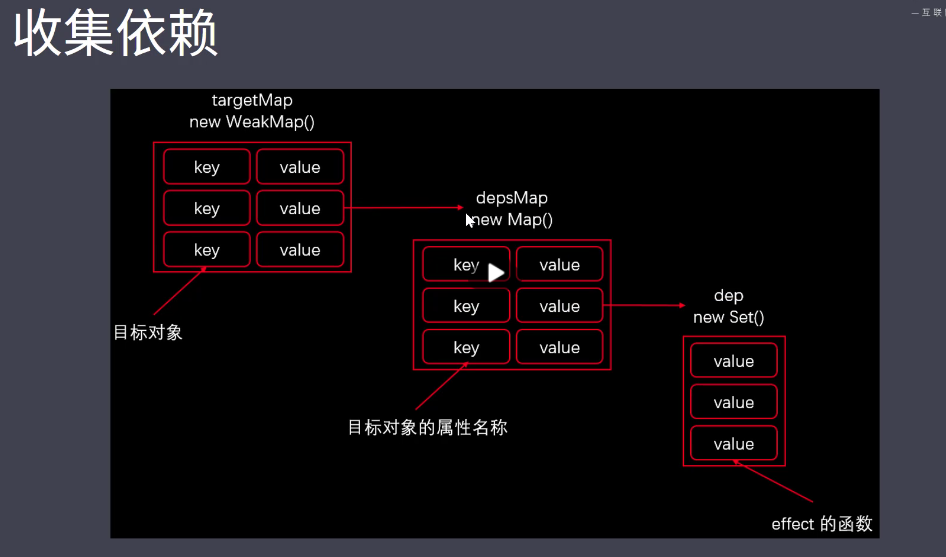 收集依赖
targetMap
new WeakMap()
key value
key value
key value
目标对象
depsMap
new Map()
key value
key value
key value
目标对象的属性名称
dep
new Set()
value
value
value
effect 的函数